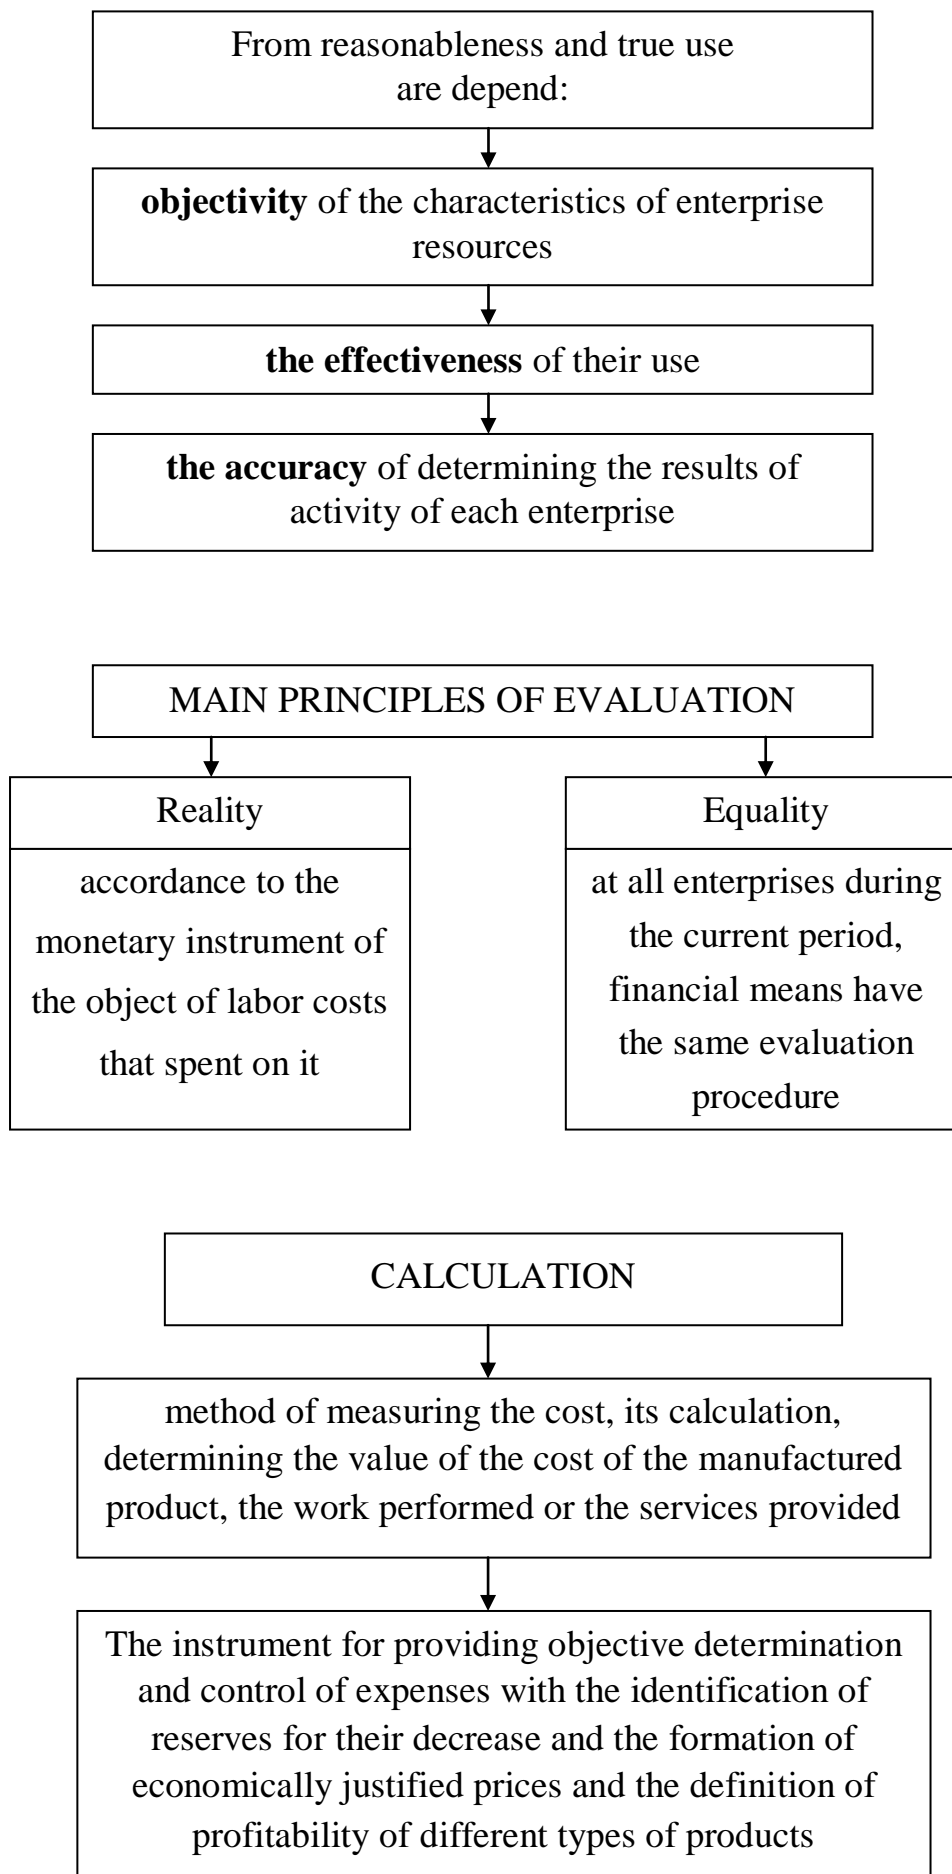 From reasonableness and true use
are depend:
objectivity of the characteristics of enterprise
resources
the effectiveness of their use
the accuracy of determining the results of
activity of each enterprise
MAIN PRINCIPLES OF EVALUATION
Reality
accordance to the
monetary instrument of
the object of labor costs
that spent on it
Equality
at all enterprises during
the current period,
financial means have
the same evaluation
procedure
CALCULATION
method of measuring the cost, its calculation,
determining the value of the cost of the manufactured
product, the work performed or the services provided
The instrument for providing objective determination
and control of expenses with the identification of
reserves for their decrease and the formation of
economically justified prices and the definition of
profitability of different types of products